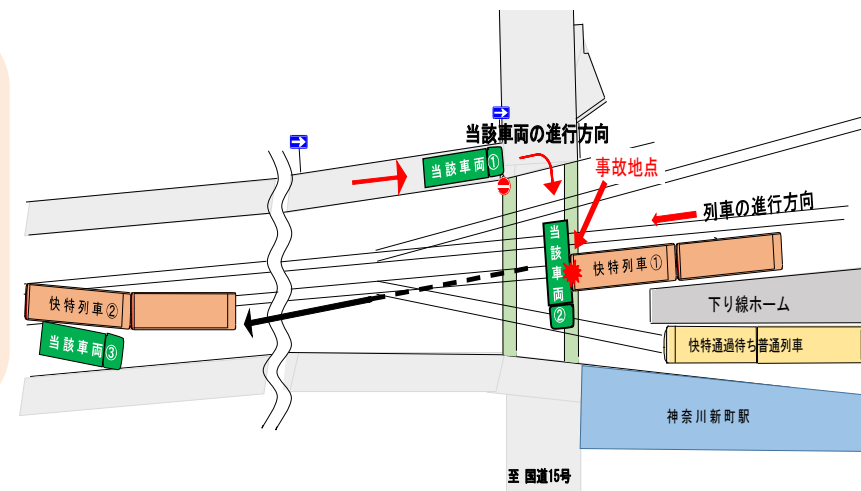 当該車両の進行方向
当該車両①
事故地点
列車の進行方向
当該車両②
快特列車①
快特列車②
下り線ホーム
当該車両③
快特通過待ち普通列車
神奈川新町駅
至 国道15号